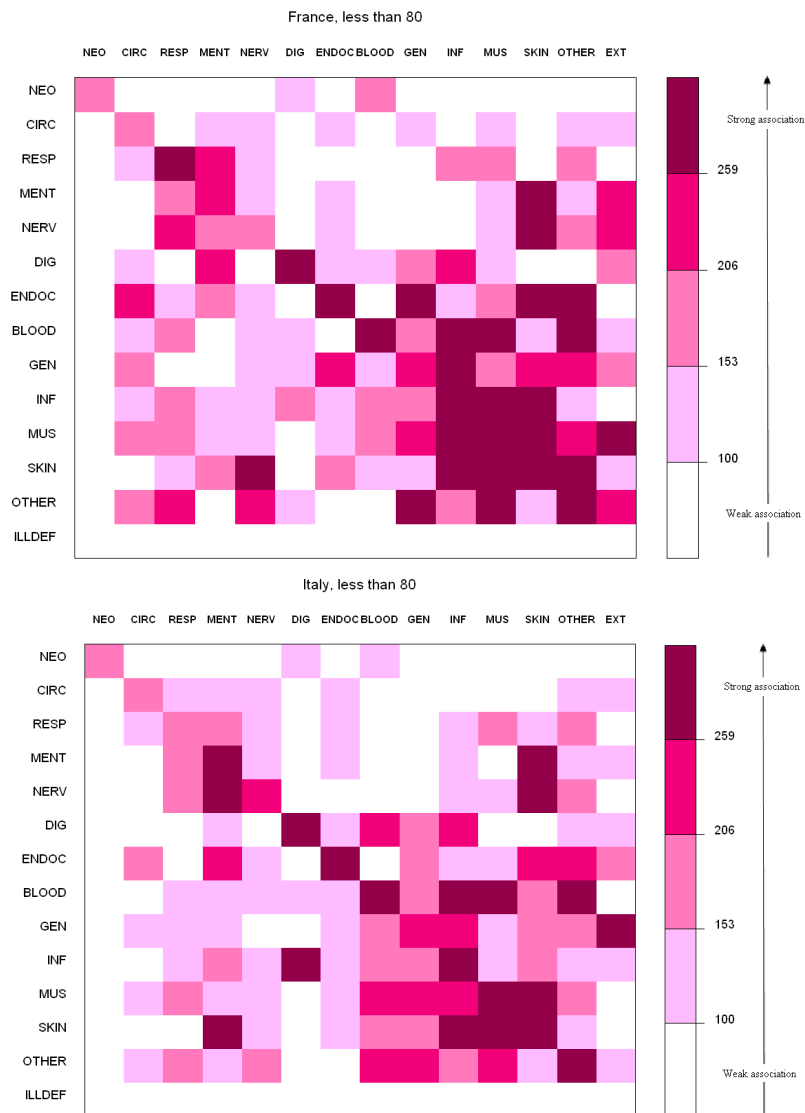 France, less than 80
NEO CIRC RESP MENT NERV DIG ENDOC BLOOD GEN INF MUS SKIN OTHER EXT
NEO
CIRC
Strong association
RESP
259
MENT
NERV
DIG
206
ENDOC
BLOOD
153
GEN
INF
MUS
100
SKIN
OTHER
Weak association
ILLDEF
Italy, less than 80
NEO CIRC RESP MENT NERV DIG ENDOC BLOOD GEN INF MUS SKIN OTHER EXT
NEO
CIRC
Strong association
RESP
259
MENT
NERV
DIG
206
ENDOC
BLOOD
153
GEN
INF
MUS
100
SKIN
OTHER
Weak association
ILLDEF